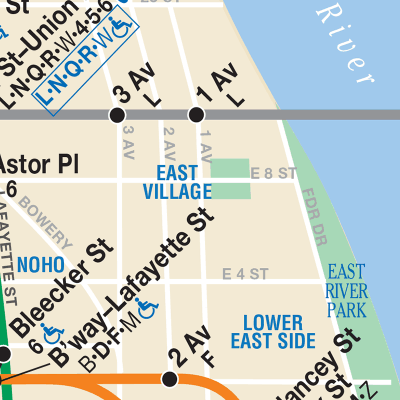 St
St-Union
L•N•Q•R•W•4•5•6
L•N•Q•R•W
River
3 Av
L
1 Av
L
3 AV
2 AV
1 AV
Astor Pl
6
EAST
VILLAGE
E 8 ST
FDR DR
LAFAYETTE ST
BOWERY
NOHO
Bleecker St
6
B'way–Lafayette St
B•D•F•M
E 4 ST
EAST
RIVER
PARK
LOWER
EAST SIDE
2 Av
F
lancey St
St
Z